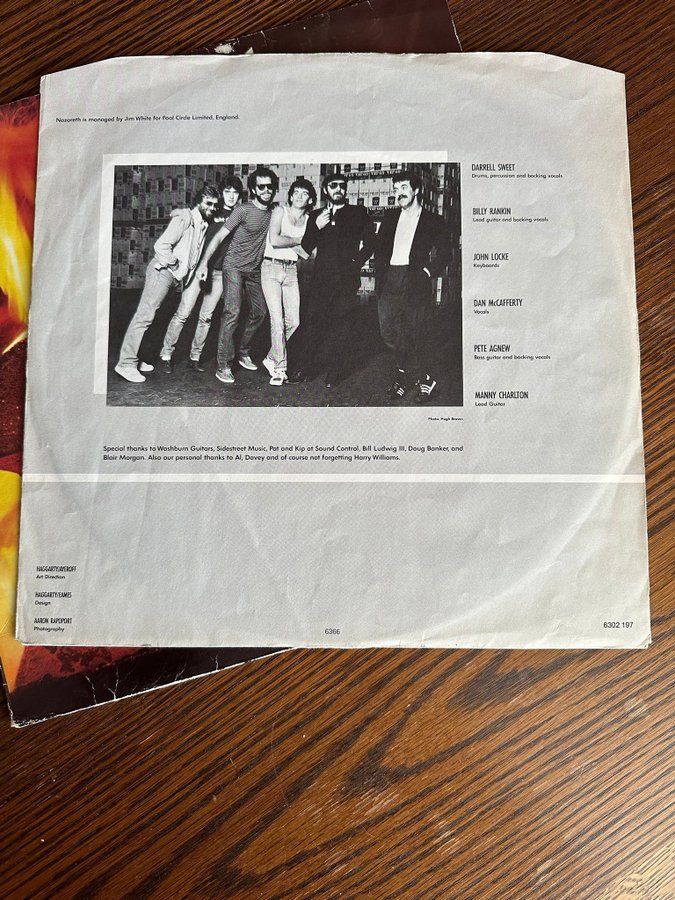 Nazareth is managed by Jim White for Pool Circle Limited, England.
DARRELL SWEET
Drums, percussion and backing vocals
BILLY RANKIN
Lead guitar and backing vocals
JOHN LOCKE
Keyboards
DAN McCAFFERTY
Vocals
PETE AGNEW
Bass guitar and backing vocals
MANNY CHARLTON
Lead Guitar
Photo: Hugh Brown
Special thanks to Washburn Guitars, Sidestreet Music, Pat and Kip at Sound Control, Bill Ludwig III, Doug Banker, and
Blair Morgan. Also our personal thanks to Al, Davey and of course not forgetting Harry Williams.
Art Direction
HAGGARTY/EAMES
Design
AARON RAPOPORT
Photography
6366
6302 197